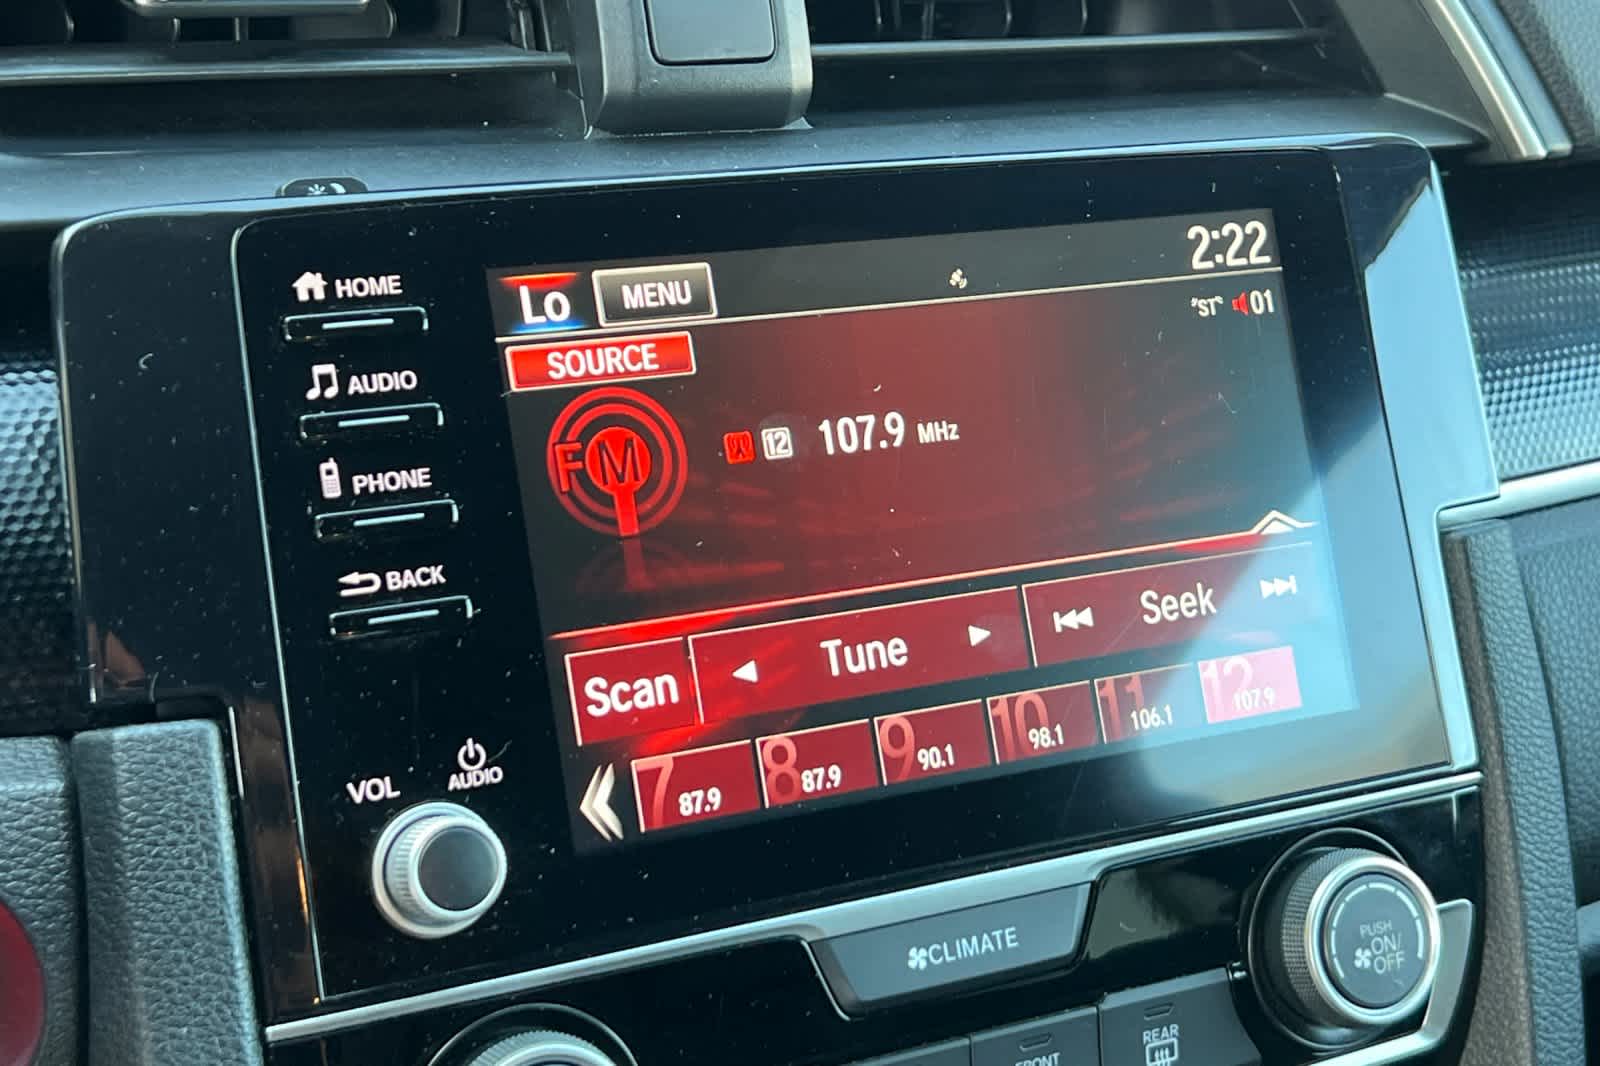 HOME
AUDIO
PHONE
BACK
VOL
AUDIO
Lo MENU 2:22
SOURCE "ST" 01
FM 12 107.9 MHz
Scan Tune Seek
7 87.9 8 87.9 9 90.1 10 98.1 11 106.1 12 107.9
CLIMATE
PUSH
ON/
OFF
FRONT
REAR